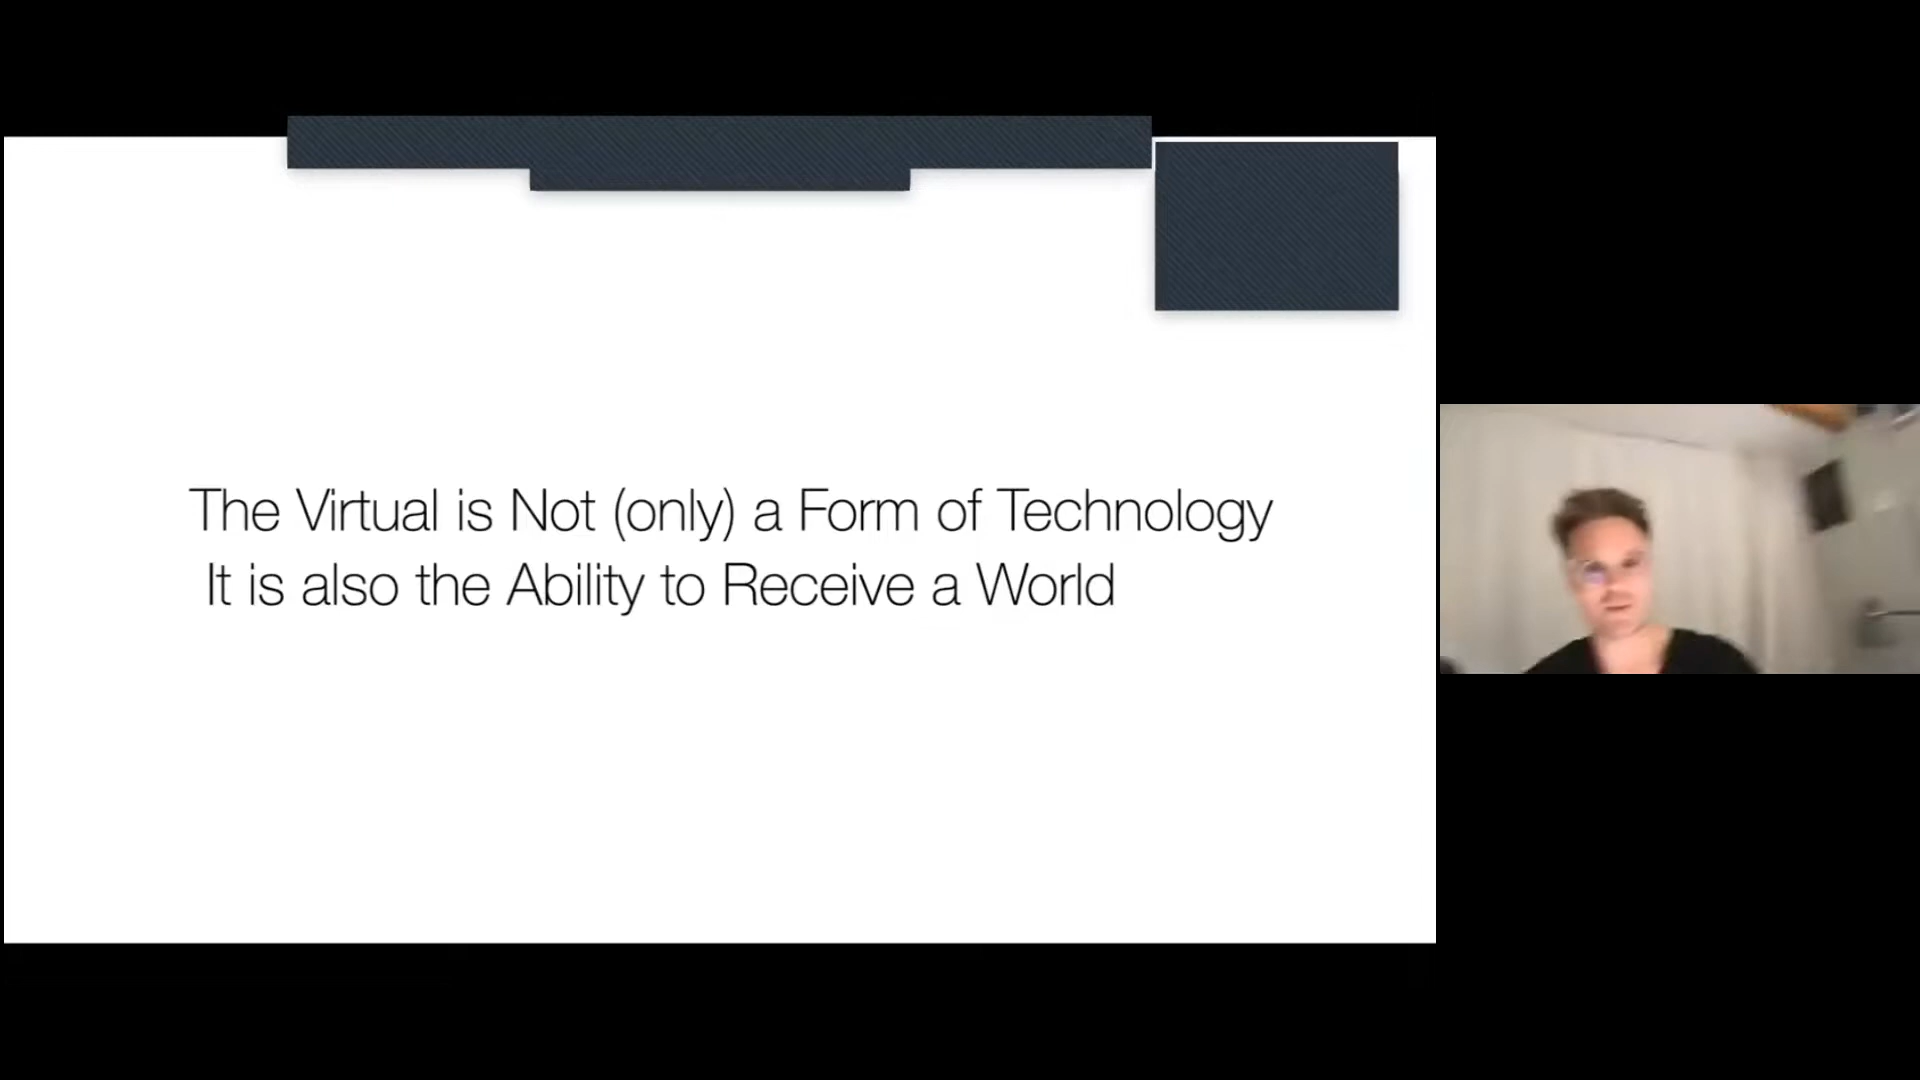 The Virtual is Not (only) a Form of Technology
It is also the Ability to Receive a World